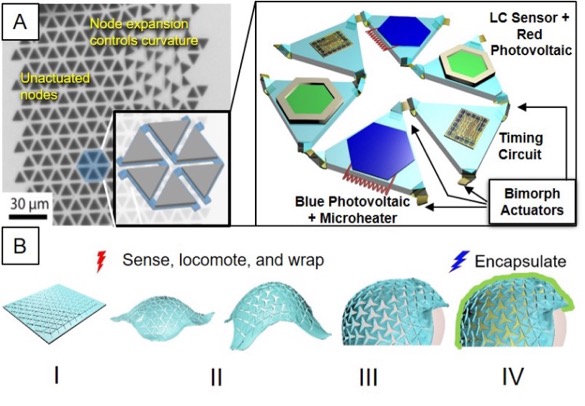 A
Node expansion
controls curvature
Unactuated
nodes
30 µm
LC Sensor +
Red
Photovoltaic
Timing
Circuit
Blue Photovoltaic
+ Microheater
Bimorph
Actuators
B
Sense, locomote, and wrap
Encapsulate
I
II
III
IV